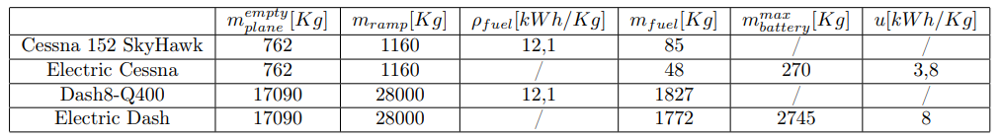 m_{plane}^{empty}[Kg] m_{ramp}[Kg] ρ_{fuel}[kWh/Kg] m_{fuel}[Kg] m_{battery}^{max}[Kg] u[kWh/Kg]
Cessna 152 SkyHawk 762 1160 12,1 85 / /
Electric Cessna 762 1160 / 48 270 3,8
Dash8-Q400 17090 28000 12,1 1827 / /
Electric Dash 17090 28000 / 1772 2745 8